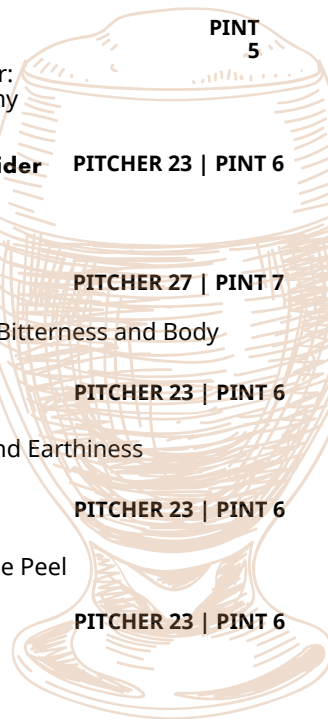 PINT
5
r:
ny
ider PITCHER 23 | PINT 6
PITCHER 27 | PINT 7
Bitterness and Body
PITCHER 23 | PINT 6
nd Earthiness
PITCHER 23 | PINT 6
e Peel
PITCHER 23 | PINT 6